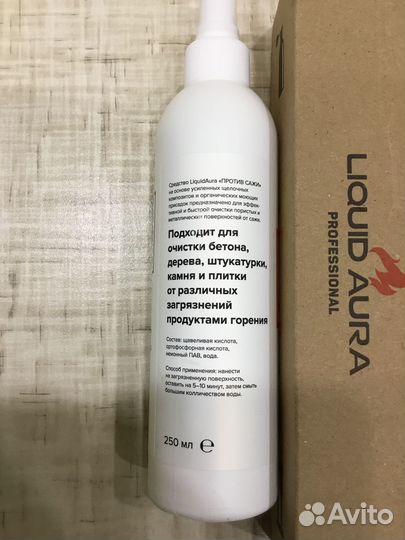 Средство LiquidAura «ПРОТИВ САЖИ»
на основе усиленных щелочных
композитов и органических моющих
присадок предназначено для эффек-
тивной и быстрой очистки пористых и
металлических поверхностей от сажи.
Подходит для
очистки бетона,
дерева, штукатурки,
камня и плитки
от различных
загрязнений
продуктами горения
Состав: щавеливая кислота,
ортофосфорная кислота,
неионный ПАВ, вода.
Способ применения: нанести
на загрязненную поверхность,
оставить на 5-10 минут, затем смыть
большим колличеством воды.
250 мл ℮
LIQUID AURA
PROFESSIONAL
Avito